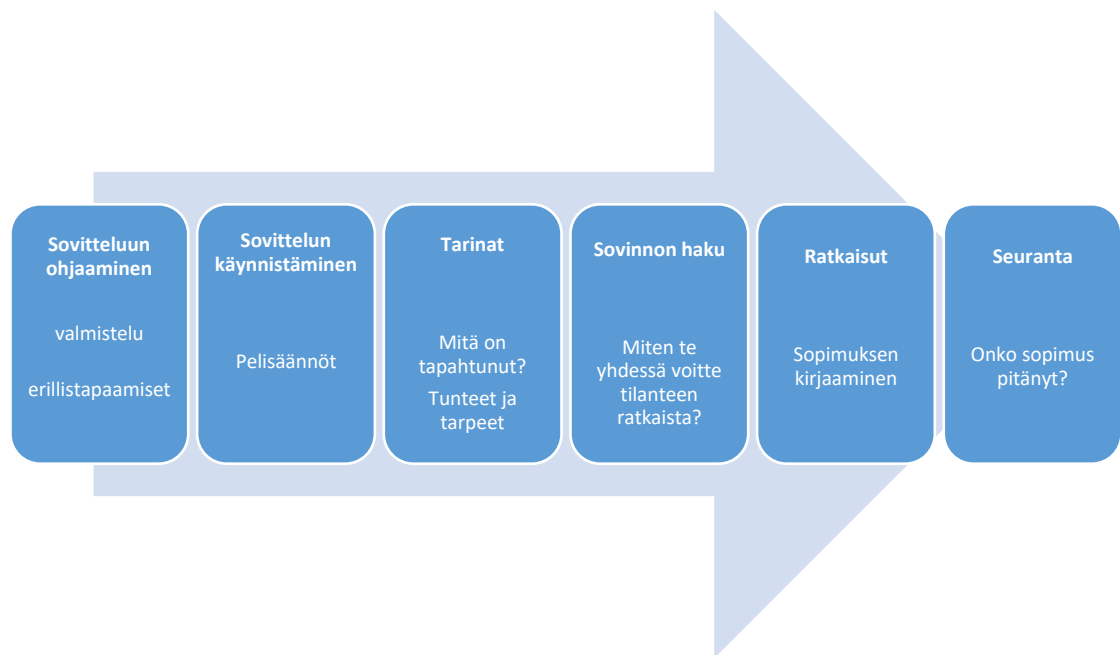 Sovitteluun
ohjaaminen
valmistelu
erillistapaamiset
Sovittelun
käynnistäminen
Pelisäännöt
Tarinat
Mitä on
tapahtunut?
Tunteet ja
tarpeet
Sovinnon haku
Miten te
yhdessä voitte
tilanteen
ratkaista?
Ratkaisut
Sopimuksen
kirjaaminen
Seuranta
Onko sopimus
pitänyt?